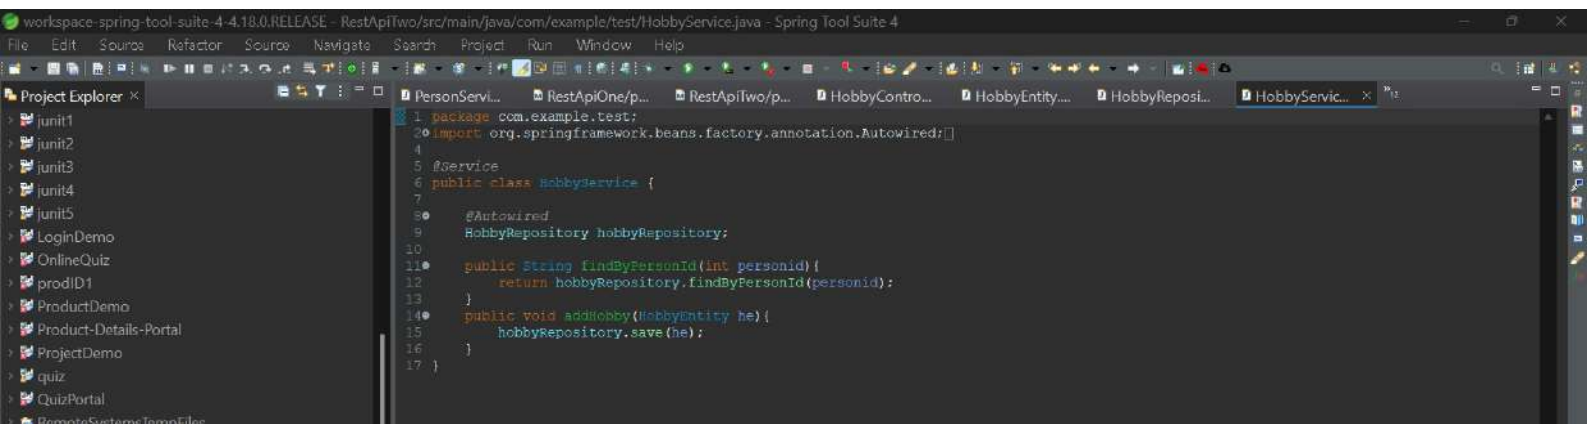 workspace-spring-tool-suite-4-4.18.0.RELEASE - RestApiTwo/src/main/java/com/example/test/HobbyService.java - Spring Tool Suite 4
File Edit Source Refactor Source Navigate Search Project Run Window Help
Project Explorer
PersonServi... RestApiOne/p... RestApiTwo/p... HobbyContro... HobbyEntity.... HobbyReposi... HobbyServic... 12
junit1
junit2
junit3
junit4
junit5
LoginDemo
OnlineQuiz
prodID1
ProductDemo
Product-Details-Portal
ProjectDemo
quiz
QuizPortal
RemoteSystemsTempFiles
1 package com.example.test;
2 import org.springframework.beans.factory.annotation.Autowired;
4
5 @Service
6 public class HobbyService {
7
8 @Autowired
9 HobbyRepository hobbyRepository;
10
11 public String findByPersonId(int personid){
12 return hobbyRepository.findByPersonId(personid);
13 }
14 public void addHobby(HobbyEntity he){
15 hobbyRepository.save(he);
16 }
17 }